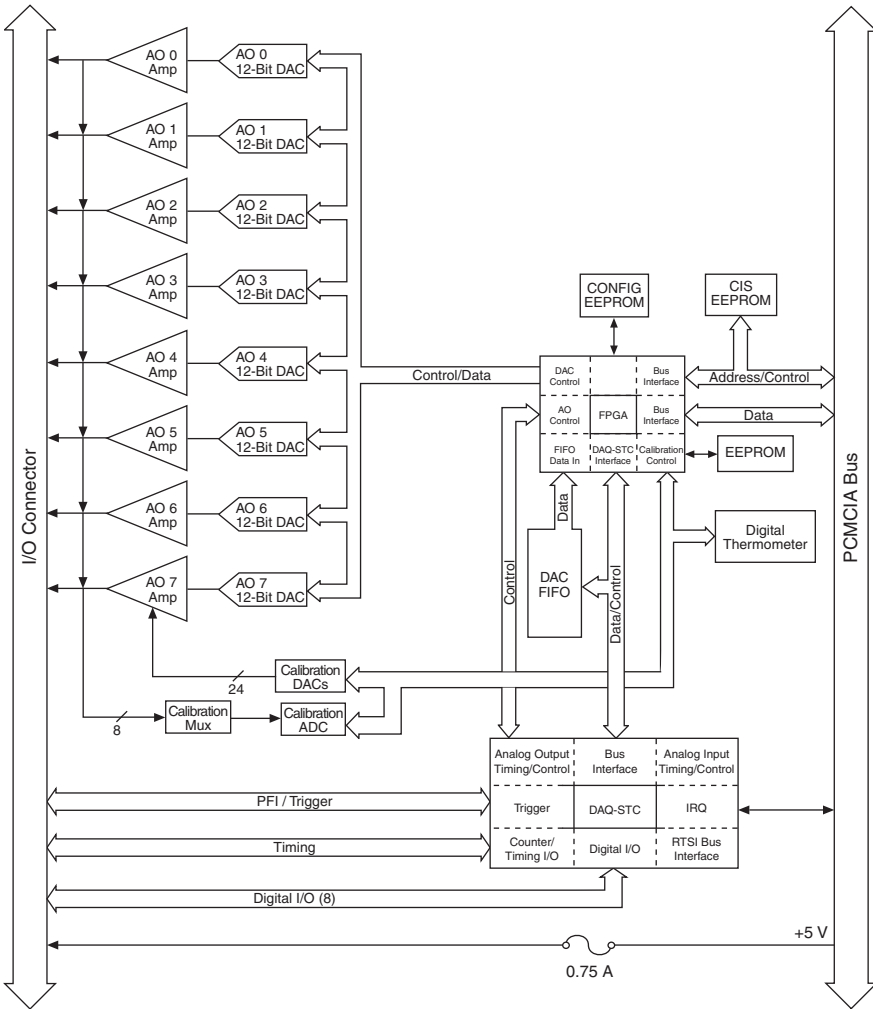 AO 0
Amp
AO 0
12-Bit DAC
AO 1
Amp
AO 1
12-Bit DAC
AO 2
Amp
AO 2
12-Bit DAC
AO 3
Amp
AO 3
12-Bit DAC
AO 4
Amp
AO 4
12-Bit DAC
AO 5
Amp
AO 5
12-Bit DAC
AO 6
Amp
AO 6
12-Bit DAC
AO 7
Amp
AO 7
12-Bit DAC
I/O Connector
Control/Data
CONFIG
EEPROM
CIS
EEPROM
DAC
Control
Bus
Interface
Address/Control
AO
Control
FPGA
Bus
Interface
Data
FIFO
Data In
DAQ-STC
Interface
Calibration
Control
EEPROM
Data
Digital
Thermometer
DAC
FIFO
Control
Data/Control
PCMCIA Bus
24
Calibration
DACs
8
Calibration
Mux
Calibration
ADC
Analog Output
Timing/Control
Bus
Interface
Analog Input
Timing/Control
PFI / Trigger
Trigger
DAQ-STC
IRQ
Timing
Counter/
Timing I/O
Digital I/O
RTSI Bus
Interface
Digital I/O (8)
+5 V
0.75 A